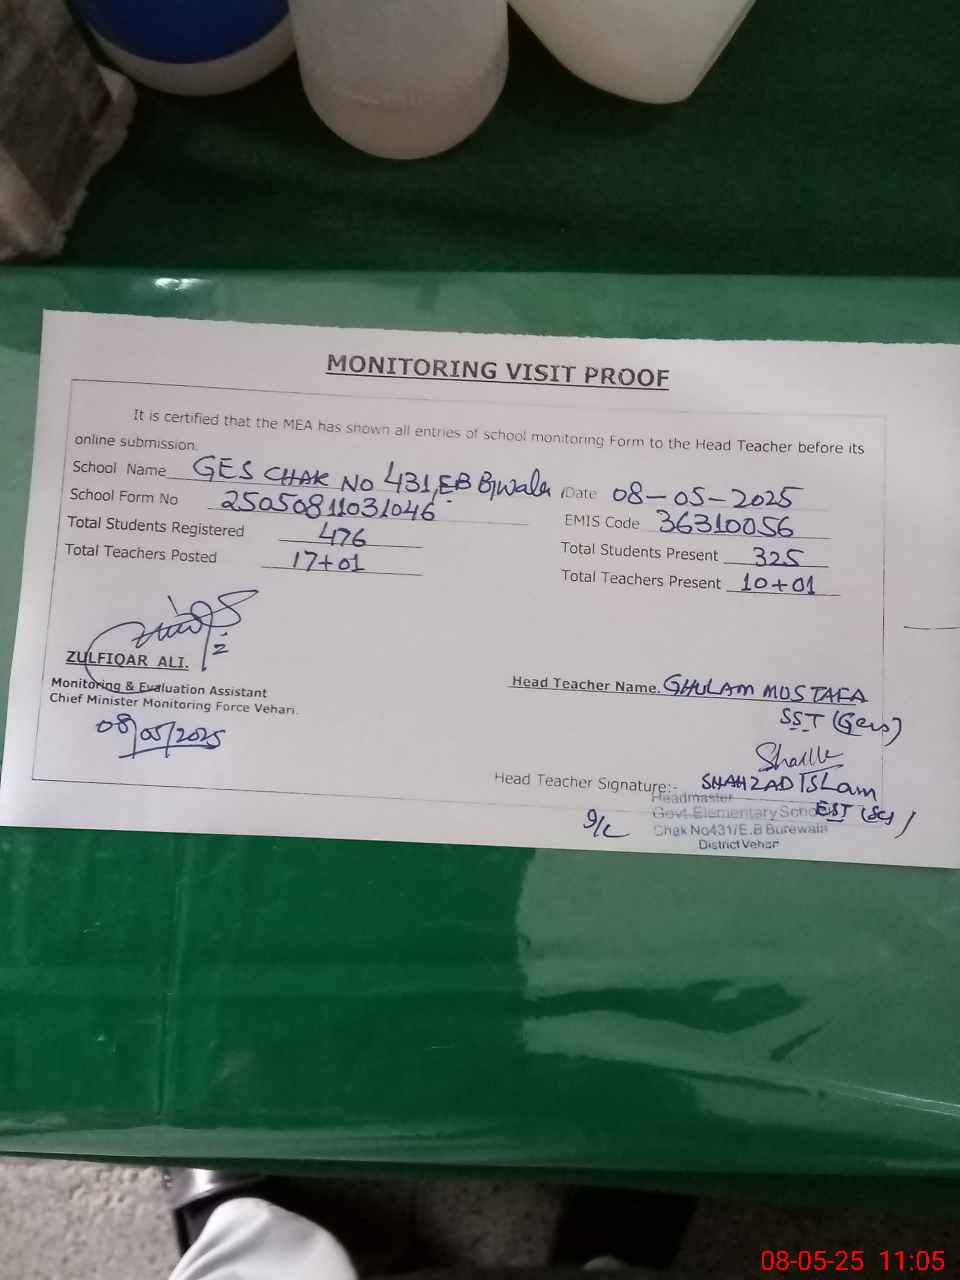 MONITORING VISIT PROOF
It is certified that the MEA has shown all entries of school monitoring Form to the Head Teacher before its
online submission.
School Name GES CHAK NO 431, EB Bjwala Date 08-05-2025
School Form No 25050811031046 EMIS Code 36310056
Total Students Registered 476 Total Students Present 325
Total Teachers Posted 17+01 Total Teachers Present 10+01
ZULFIQAR ALI.
Monitoring & Evaluation Assistant
Chief Minister Monitoring Force Vehari.
08/05/2025
Head Teacher Name. GHULAM MUSTAFA
SST (Gen)
Head Teacher Signature:- SHAHZAD ISLam
EST (Sc)
Headmaster
Govt. Elementary School
Chak No431/E.B Burewala
District Vehari
08-05-25 11:05